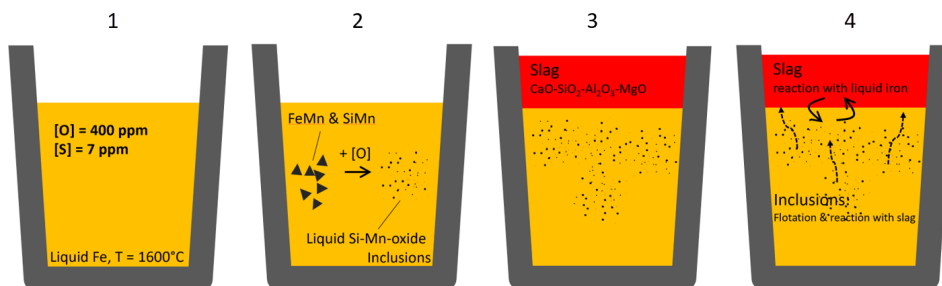 1
[O] = 400 ppm
[S] = 7 ppm
Liquid Fe, T = 1600°C
2
FeMn & SiMn
+ [O]
Liquid Si-Mn-oxide
Inclusions
3
Slag
CaO-SiO₂-Al₂O₃-MgO
4
Slag
reaction with liquid iron
Inclusions:
Flotation & reaction with slag